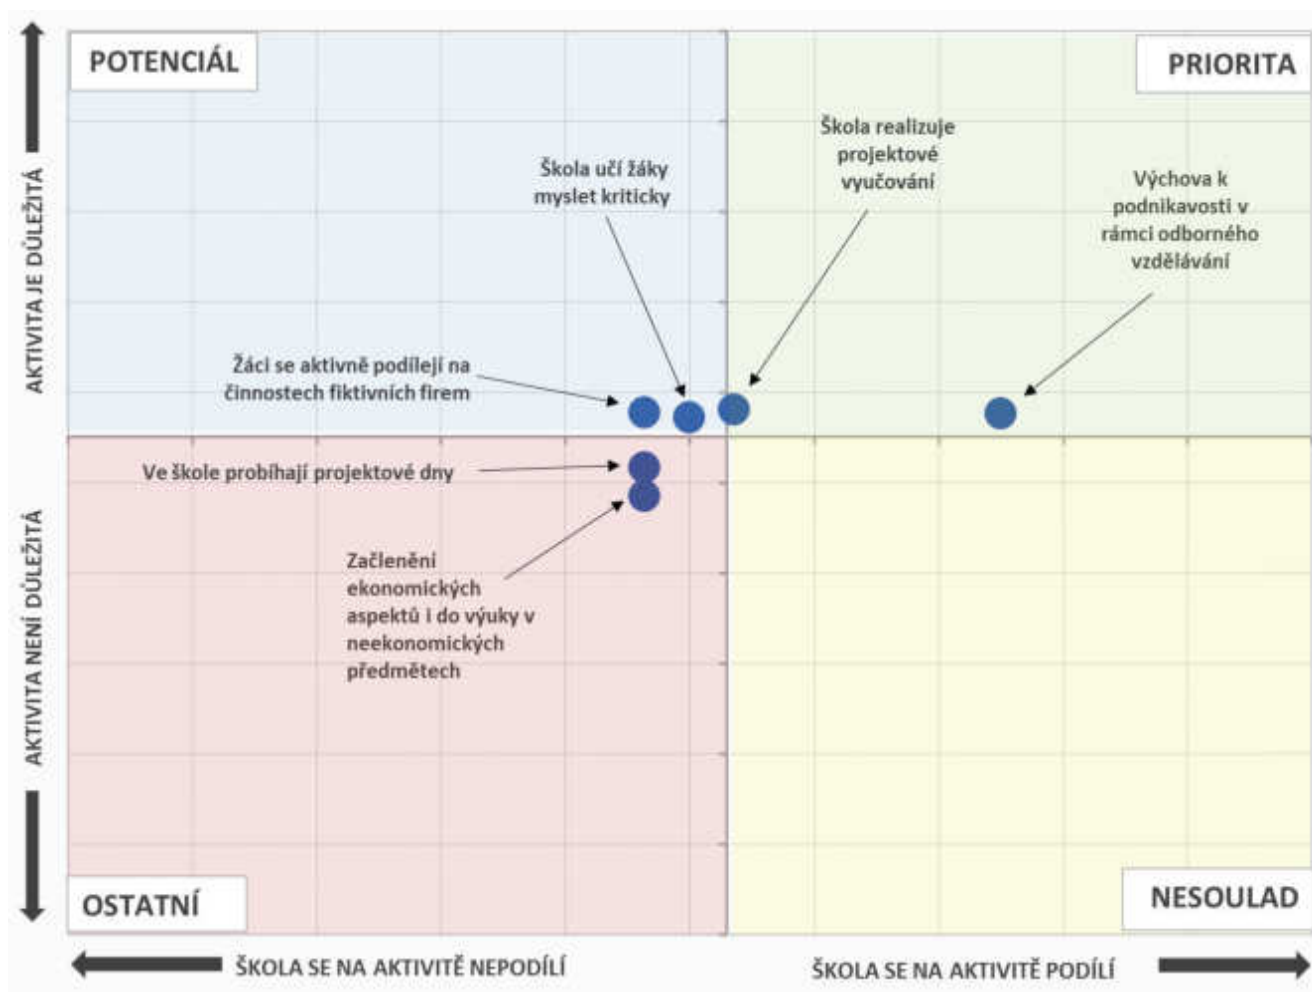 POTENCIÁL
PRIORITA
Škola realizuje
projektové
vyučování
Škola učí žáky
myslet kriticky
Výchova k
podnikavosti v
rámci odborného
vzdělávání
Žáci se aktivně podílejí na
činnostech fiktivních firem
Ve škole probíhají projektové dny
Začlenění
ekonomických
aspektů i do výuky v
neekonomických
předmětech
AKTIVITA JE DŮLEŽITÁ
AKTIVITA NENÍ DŮLEŽITÁ
OSTATNÍ
NESOULAD
ŠKOLA SE NA AKTIVITĚ NEPODÍLÍ
ŠKOLA SE NA AKTIVITĚ PODÍLÍ